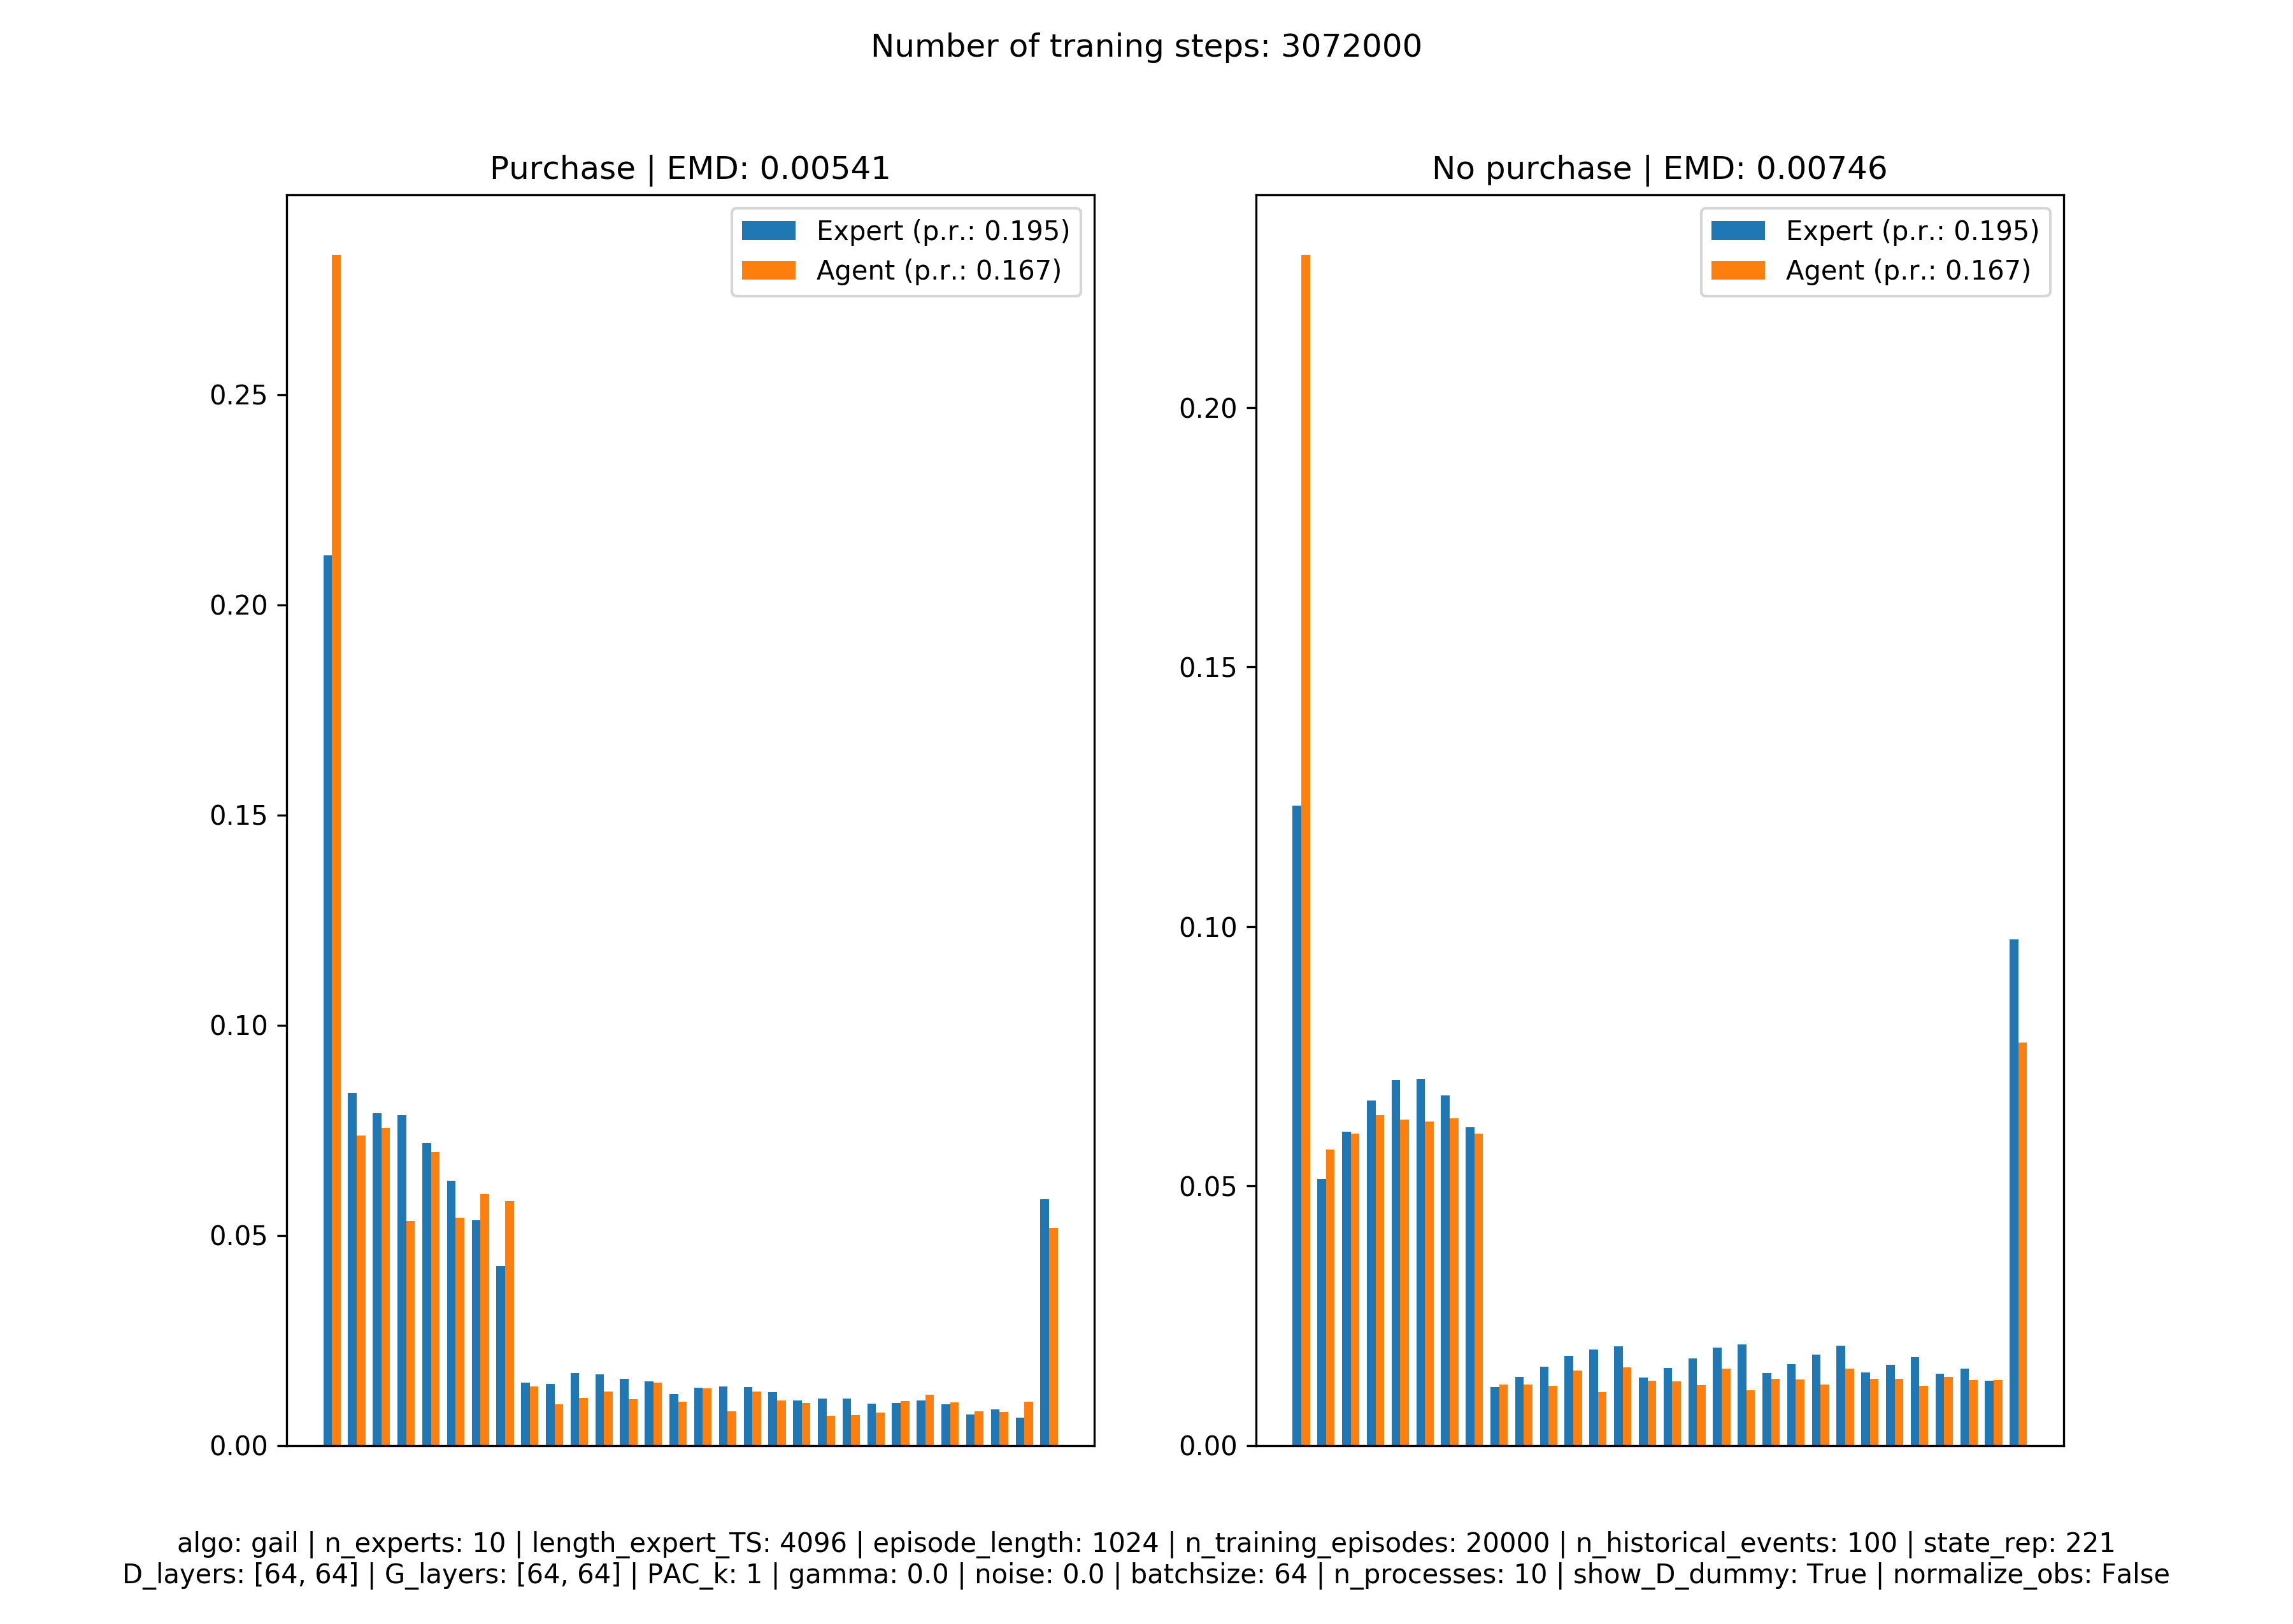 Number of traning steps: 3072000
Purchase | EMD: 0.00541
Expert (p.r.: 0.195)
Agent (p.r.: 0.167)
0.25
0.20
0.15
0.10
0.05
0.00
No purchase | EMD: 0.00746
Expert (p.r.: 0.195)
Agent (p.r.: 0.167)
0.20
0.15
0.10
0.05
0.00
algo: gail | n_experts: 10 | length_expert_TS: 4096 | episode_length: 1024 | n_training_episodes: 20000 | n_historical_events: 100 | state_rep: 221
D_layers: [64, 64] | G_layers: [64, 64] | PAC_k: 1 | gamma: 0.0 | noise: 0.0 | batchsize: 64 | n_processes: 10 | show_D_dummy: True | normalize_obs: False